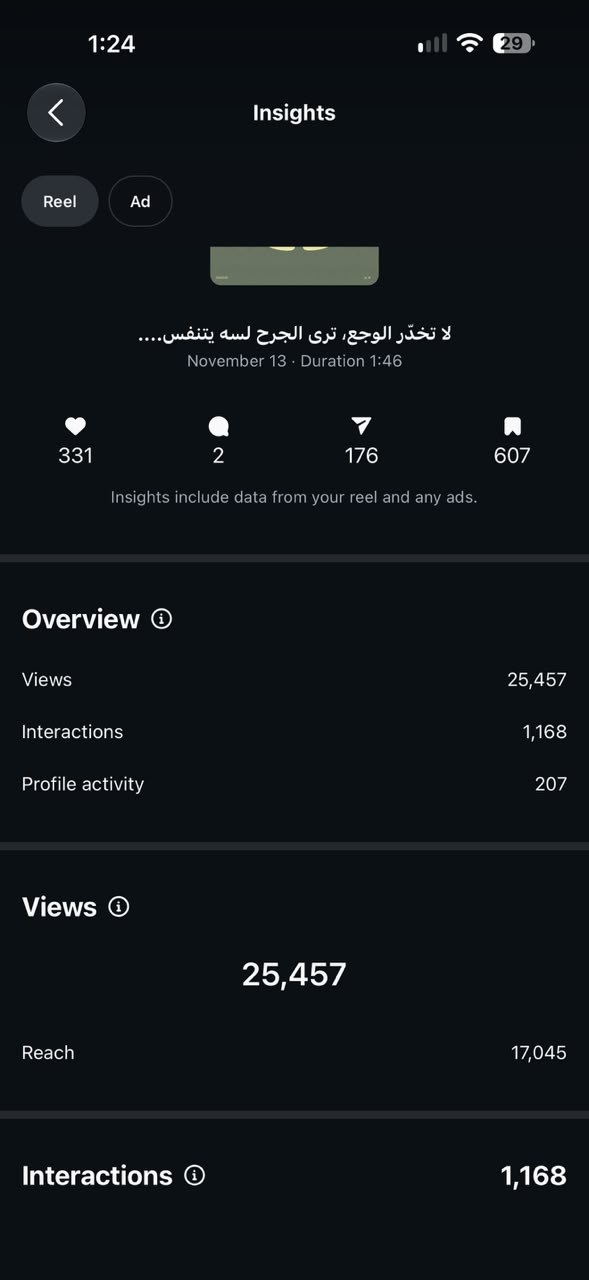 1:24
29
Insights
Reel
Ad
لا تخدّر الوجع، ترى الجرح لسه يتنفس....
November 13 · Duration 1:46
331
2
176
607
Insights include data from your reel and any ads.
Overview
Views
25,457
Interactions
1,168
Profile activity
207
Views
25,457
Reach
17,045
Interactions
1,168